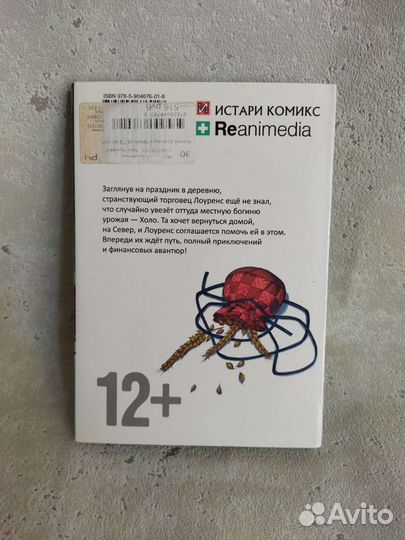 ISBN 978-5-904676-01-8
ИСТАРИ КОМИКС
Reanimedia
Заглянув на праздник в деревню,
странствующий торговец Лоуренс ещё не знал,
что случайно увезёт оттуда местную богиню
урожая — Холо. Та хочет вернуться домой,
на Север, и Лоуренс соглашается помочь ей в этом.
Впереди их ждёт путь, полный приключений
и финансовых авантюр!
12+
Avito